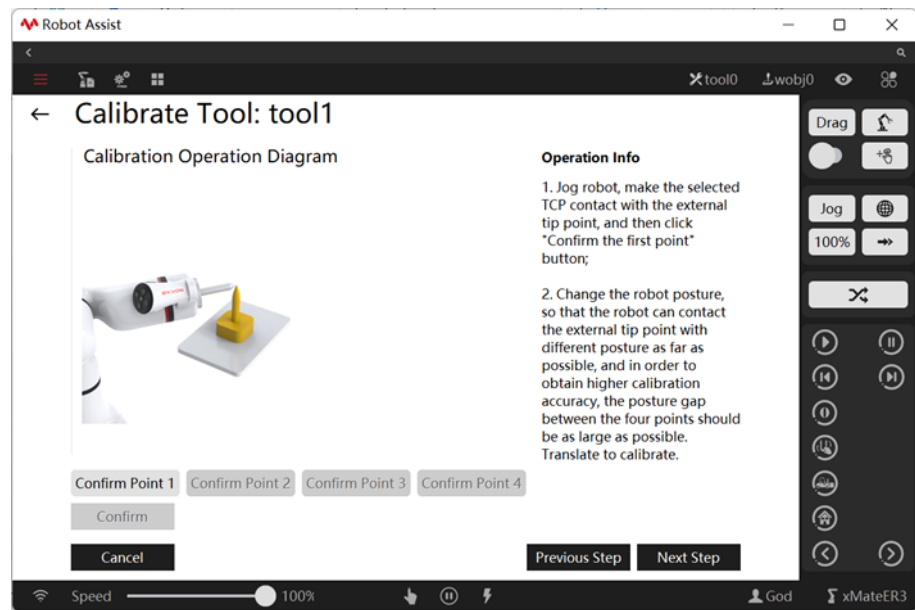 Robot Assist
tool0
wobj0
Calibrate Tool: tool1
Calibration Operation Diagram
Operation Info
1. Jog robot, make the selected
TCP contact with the external
tip point, and then click
"Confirm the first point"
button;
2. Change the robot posture,
so that the robot can contact
the external tip point with
different posture as far as
possible, and in order to
obtain higher calibration
accuracy, the posture gap
between the four points should
be as large as possible.
Translate to calibrate.
Confirm Point 1 Confirm Point 2 Confirm Point 3 Confirm Point 4
Confirm
Cancel Previous Step Next Step
Drag
Jog
100%
Speed 100% God xMateER3